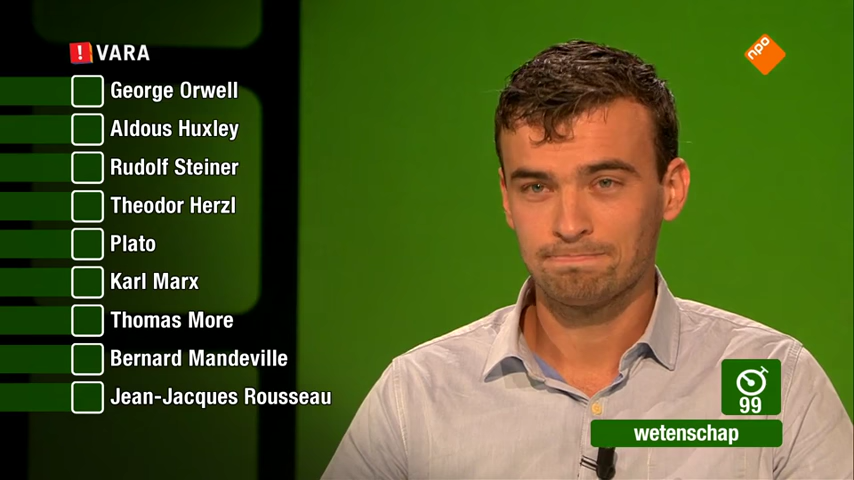 ! VARA
George Orwell
Aldous Huxley
Rudolf Steiner
Theodor Herzl
Plato
Karl Marx
Thomas More
Bernard Mandeville
Jean-Jacques Rousseau
npo
99
wetenschap